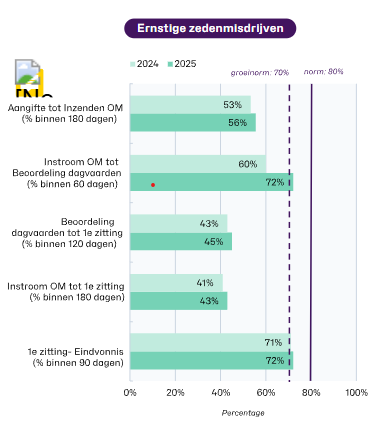 Ernstige zedenmisdrijven
2024 2025
groeinorm: 70% norm: 80%
Aangifte tot Inzenden OM
(% binnen 180 dagen)
53%
56%
Instroom OM tot
Beoordeling dagvaarden
(% binnen 60 dagen)
60%
72%
Beoordeling
dagvaarden tot 1e zitting
(% binnen 120 dagen)
43%
45%
Instroom OM tot 1e zitting
(% binnen 180 dagen)
41%
43%
1e zitting- Eindvonnis
(% binnen 90 dagen)
71%
72%
0% 20% 40% 60% 80% 100%
Percentage